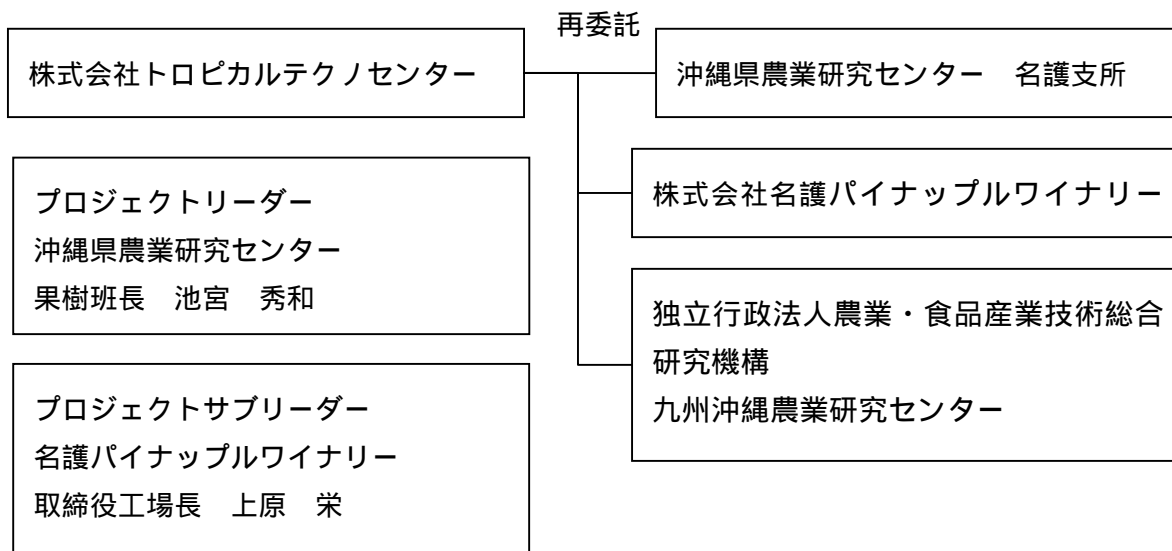 再委託
株式会社トロピカルテクノセンター
沖縄県農業研究センター　名護支所
株式会社名護パイナップルワイナリー
プロジェクトリーダー
沖縄県農業研究センター
果樹班長　池宮　秀和
独立行政法人農業・食品産業技術総合
研究機構
九州沖縄農業研究センター
プロジェクトサブリーダー
名護パイナップルワイナリー
取締役工場長　上原　栄